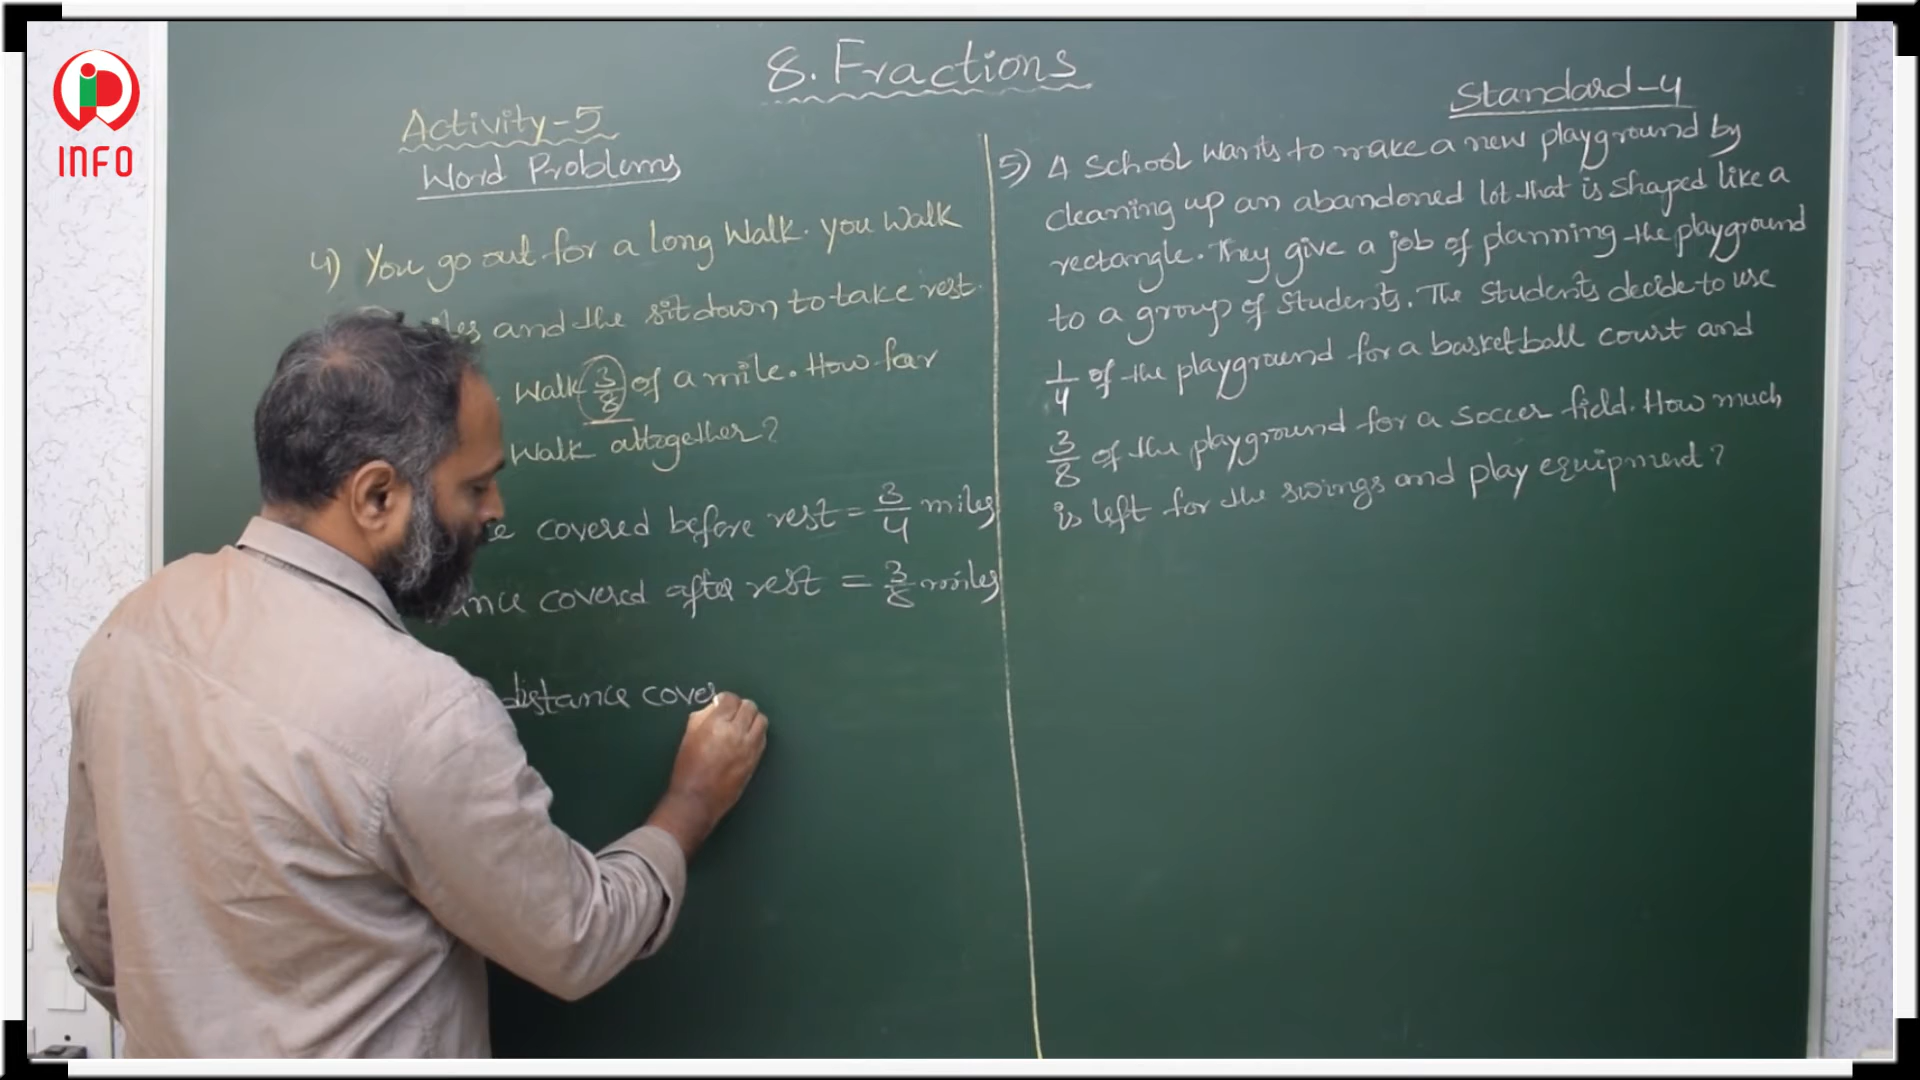 INFO
8. Fractions
Standard-4
Activity-5
Word Problems
4) You go out for a long Walk. you Walk
and the sitdown to take rest.
Walk 3/8 of a mile. How far
Walk alltogether?
covered before rest = 3/4 miles
covered after rest = 3/8 miles
distance cover
5) A School Wants to make a new playground by
cleaning up an abandoned lot that is shaped like a
rectangle. They give a job of planning the playground
to a group of students. The students decide to use
1/4 of the playground for a basketball court and
3/8 of the playground for a soccer field. How much
is left for the swings and play equipment?